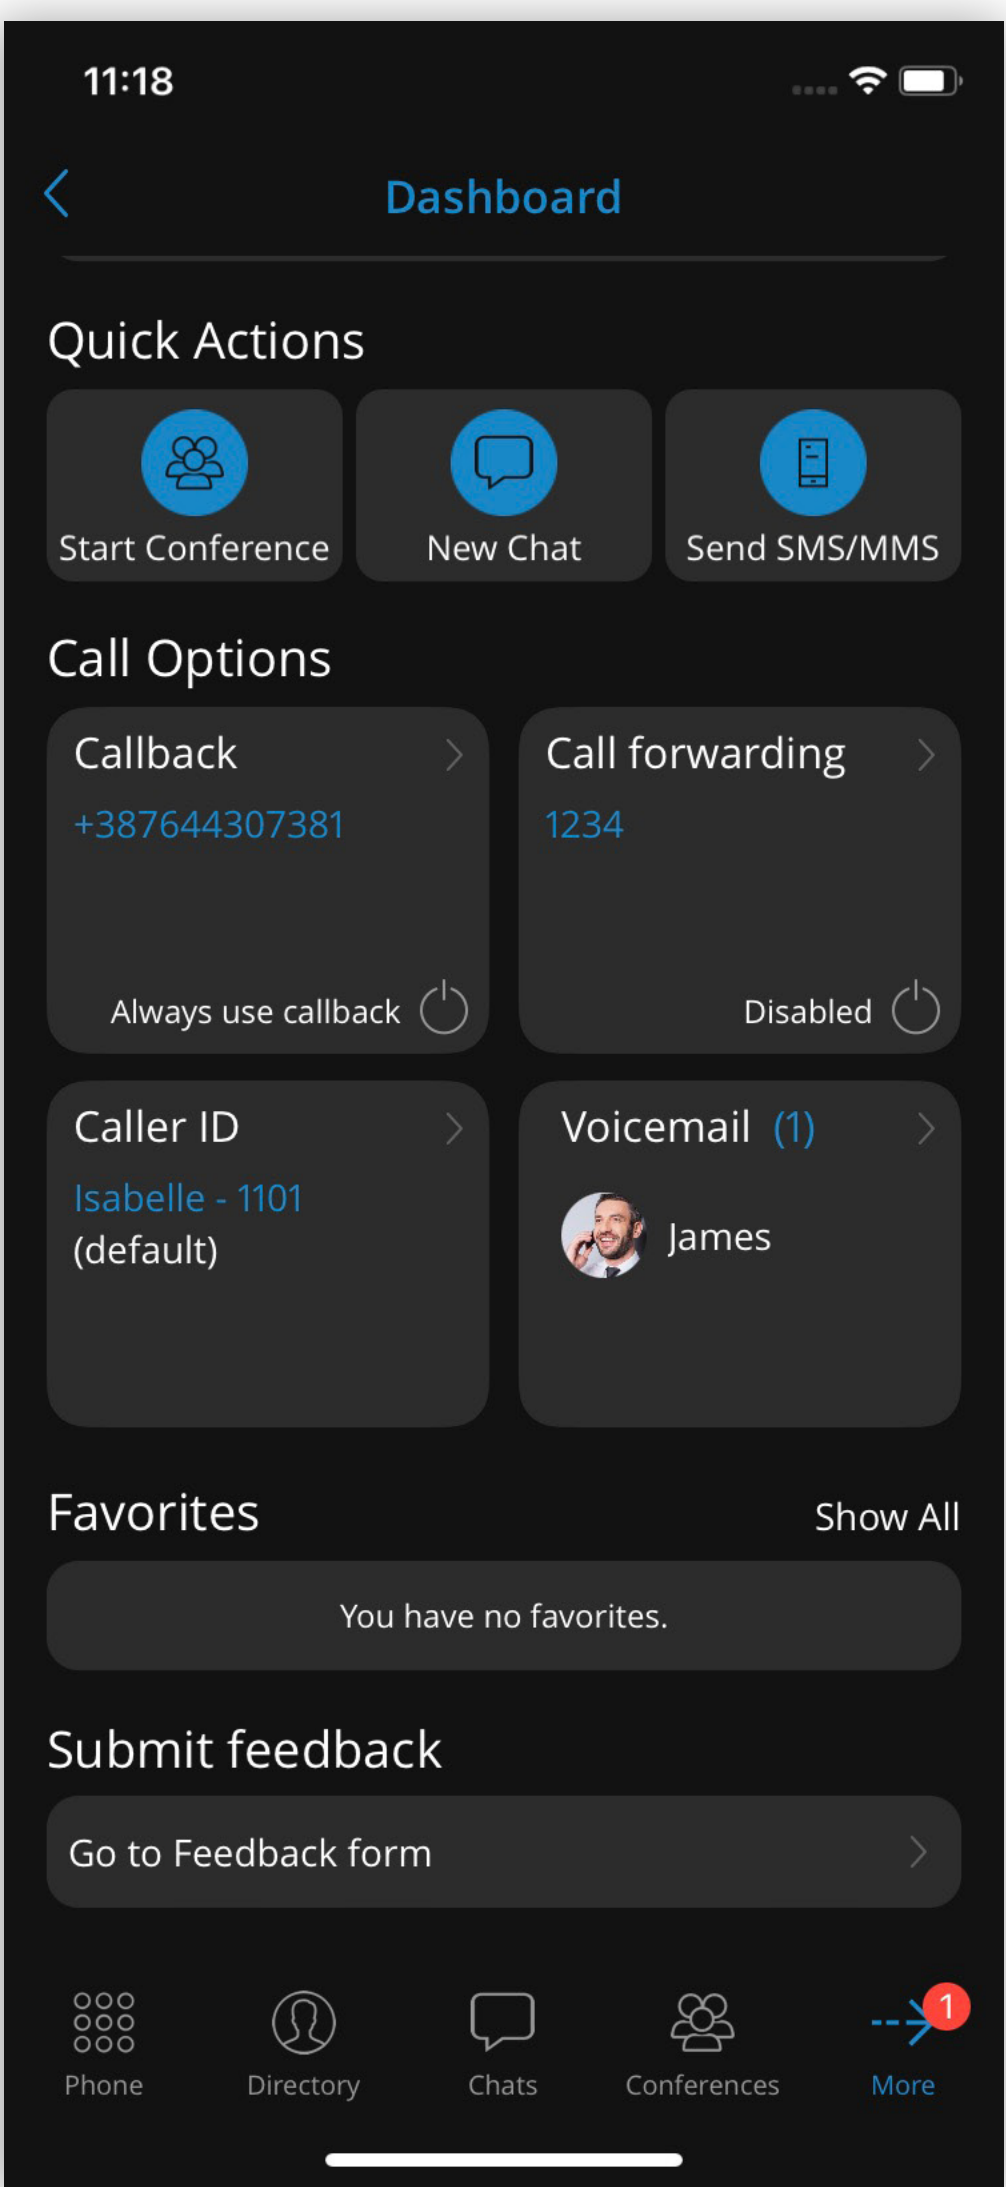 11:18
Dashboard
Quick Actions
Start Conference
New Chat
Send SMS/MMS
Call Options
Callback
+387644307381
Always use callback
Call forwarding
1234
Disabled
Caller ID
Isabelle - 1101
(default)
Voicemail (1)
James
Favorites
Show All
You have no favorites.
Submit feedback
Go to Feedback form
1
Phone
Directory
Chats
Conferences
More